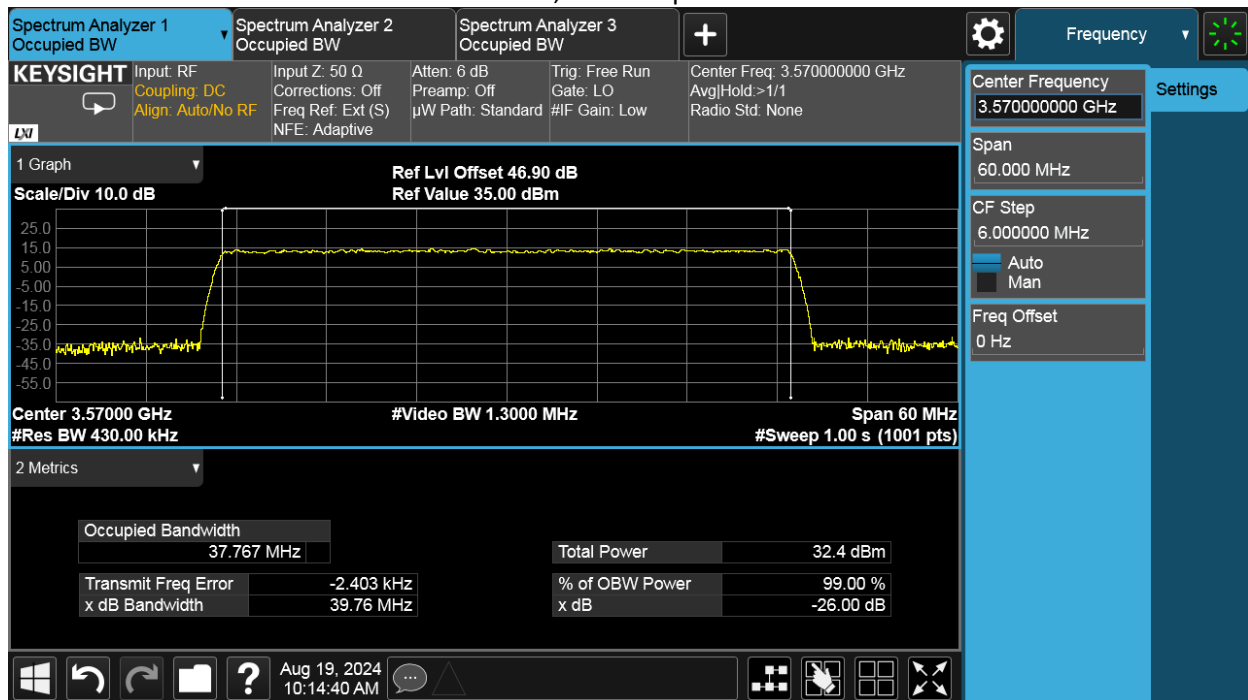 Spectrum Analyzer 1
Occupied BW
Spectrum Analyzer 2
Occupied BW
Spectrum Analyzer 3
Occupied BW
Frequency
KEYSIGHT
LXI
Input: RF
Coupling: DC
Align: Auto/No RF
Input Z: 50 Ω
Corrections: Off
Freq Ref: Ext (S)
NFE: Adaptive
Atten: 6 dB
Preamp: Off
µW Path: Standard
Trig: Free Run
Gate: LO
#IF Gain: Low
Center Freq: 3.570000000 GHz
Avg|Hold:>1/1
Radio Std: None
Center Frequency
3.570000000 GHz
Settings
Span
60.000 MHz
CF Step
6.000000 MHz
Auto
Man
Freq Offset
0 Hz
1 Graph
Scale/Div 10.0 dB
Ref Lvl Offset 46.90 dB
Ref Value 35.00 dBm
25.0
15.0
5.00
-5.00
-15.0
-25.0
-35.0
-45.0
-55.0
Center 3.57000 GHz
#Video BW 1.3000 MHz
Span 60 MHz
#Res BW 430.00 kHz
#Sweep 1.00 s (1001 pts)
2 Metrics
Occupied Bandwidth
37.767 MHz
Total Power 32.4 dBm
Transmit Freq Error -2.403 kHz
% of OBW Power 99.00 %
x dB Bandwidth 39.76 MHz
x dB -26.00 dB
?
Aug 19, 2024
10:14:40 AM